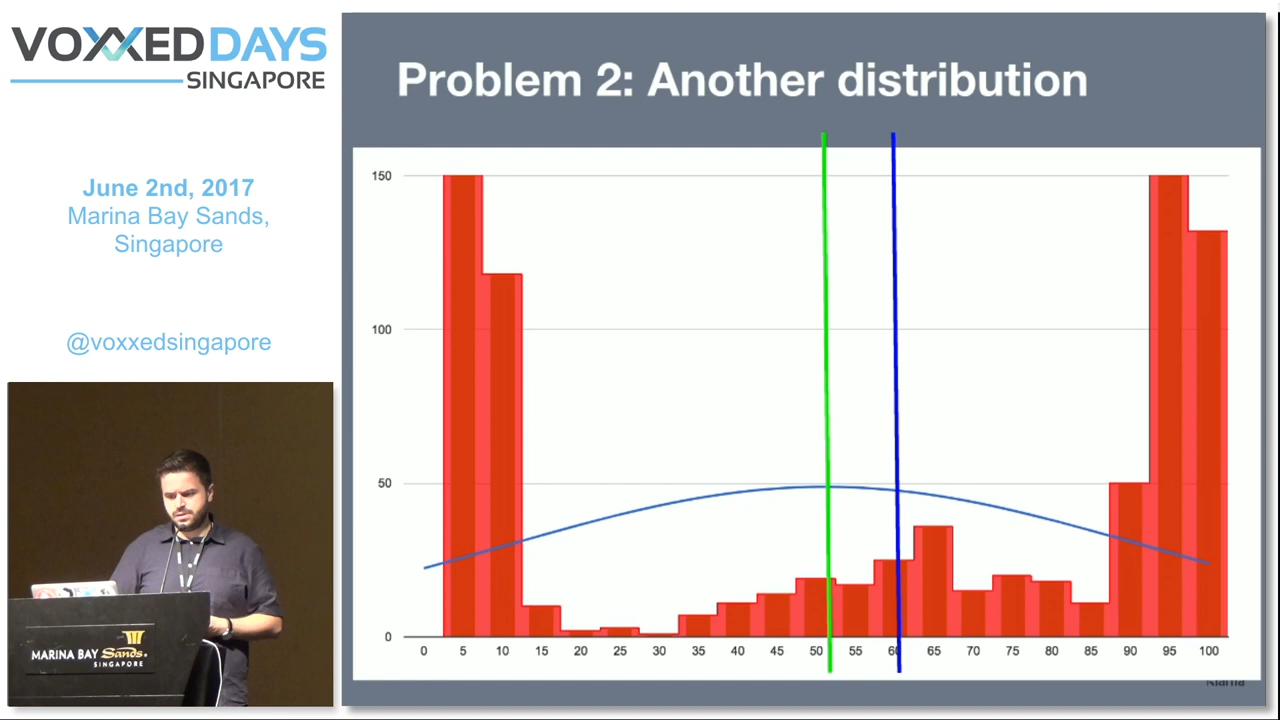 VOXXEDDAYS
SINGAPORE
June 2nd, 2017
Marina Bay Sands,
Singapore
@voxxedsingapore
MARINA BAY Sands.
SINGAPORE
Problem 2: Another distribution
150
100
50
0
0 5 10 15 20 25 30 35 40 45 50 55 60 65 70 75 80 85 90 95 100
Klarna